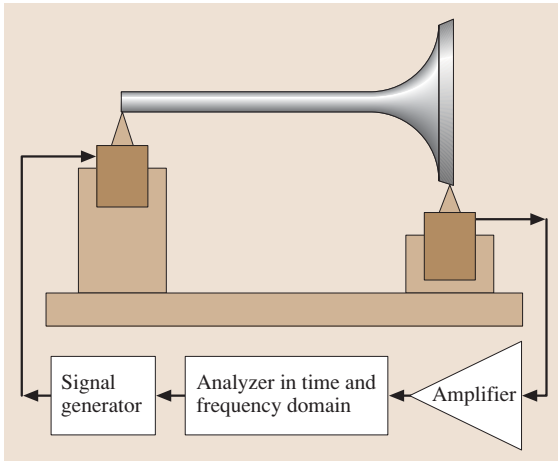 Signal
generator
Analyzer in time and
frequency domain
Amplifier